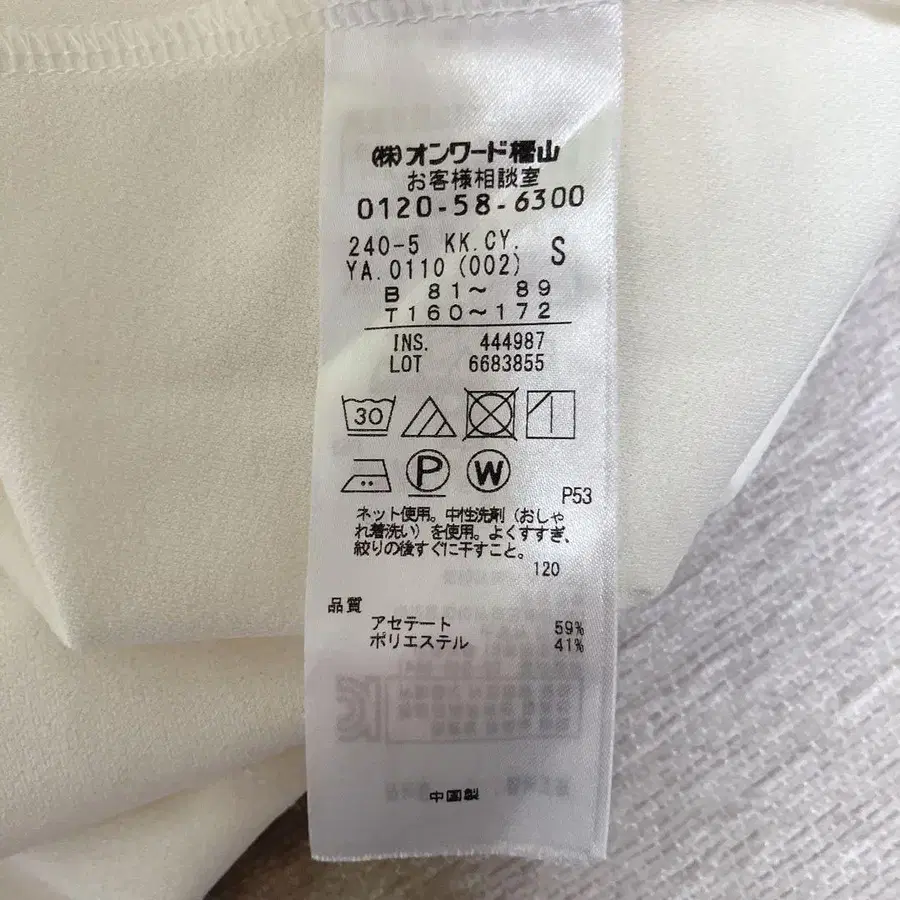 (株)オンワード樫山
お客様相談室
0120-58-6300
240-5 KK.CY. S
YA.0110 (002)
B 81～ 89
T160～172
INS. 444987
LOT 6683855
30
P W
P53
ネット使用。中性洗剤（おしゃ
れ着洗い）を使用。よくすすぎ、
絞りの後すぐに干すこと。
120
品質
アセテート 59%
ポリエステル 41%
中国製